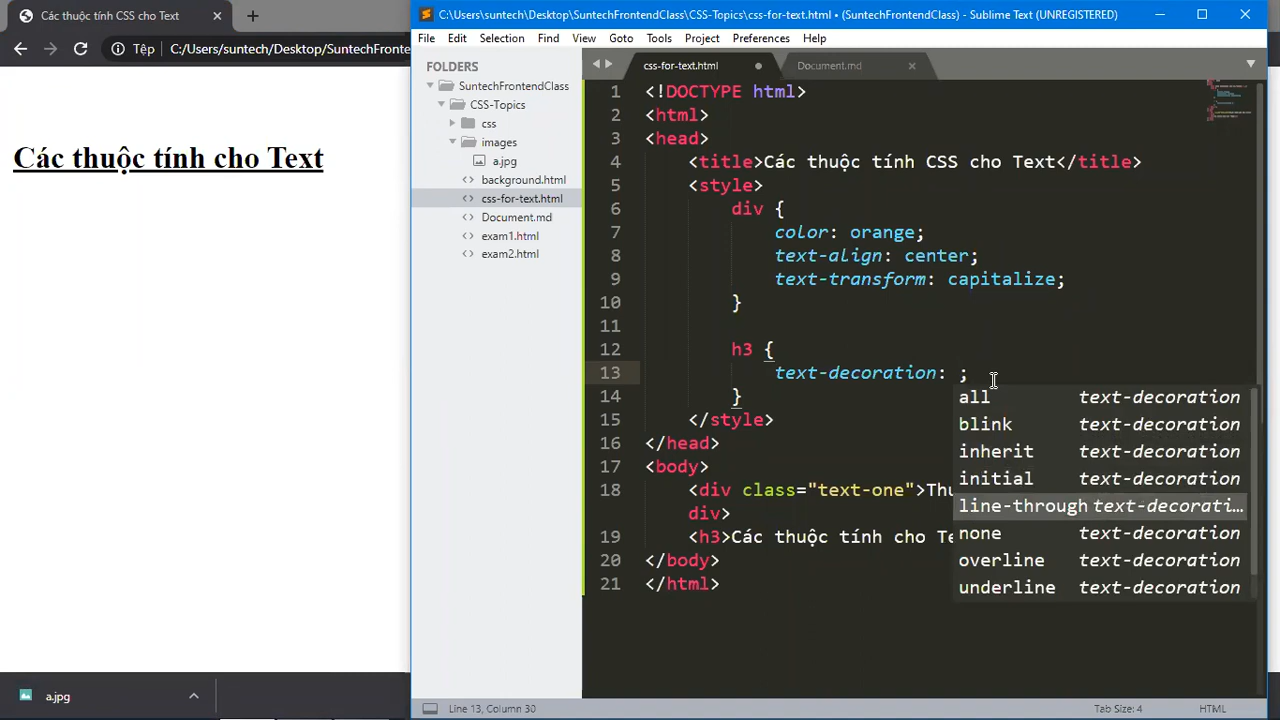 Các thuộc tính CSS cho Text
Tệp
C:/Users/suntech/Desktop/SuntechFronte
Các thuộc tính cho Text
a.jpg
C:\Users\suntech\Desktop\SuntechFrontendClass\CSS-Topics\css-for-text.html • (SuntechFrontendClass) - Sublime Text (UNREGISTERED)
File Edit Selection Find View Goto Tools Project Preferences Help
FOLDERS
SuntechFrontendClass
CSS-Topics
css
images
a.jpg
background.html
css-for-text.html
Document.md
exam1.html
exam2.html
css-for-text.html
Document.md
1 <!DOCTYPE html>
2 <html>
3 <head>
4 <title>Các thuộc tính CSS cho Text</title>
5 <style>
6 div {
7 color: orange;
8 text-align: center;
9 text-transform: capitalize;
10 }
11
12 h3 {
13 text-decoration: ;
14 }
15 </style>
16 </head>
17 <body>
18 <div class="text-one">Thu
div>
19 <h3>Các thuộc tính cho Te
20 </body>
21 </html>
all text-decoration
blink text-decoration
inherit text-decoration
initial text-decoration
line-through text-decorati…
none text-decoration
overline text-decoration
underline text-decoration
Line 13, Column 30
Tab Size: 4
HTML